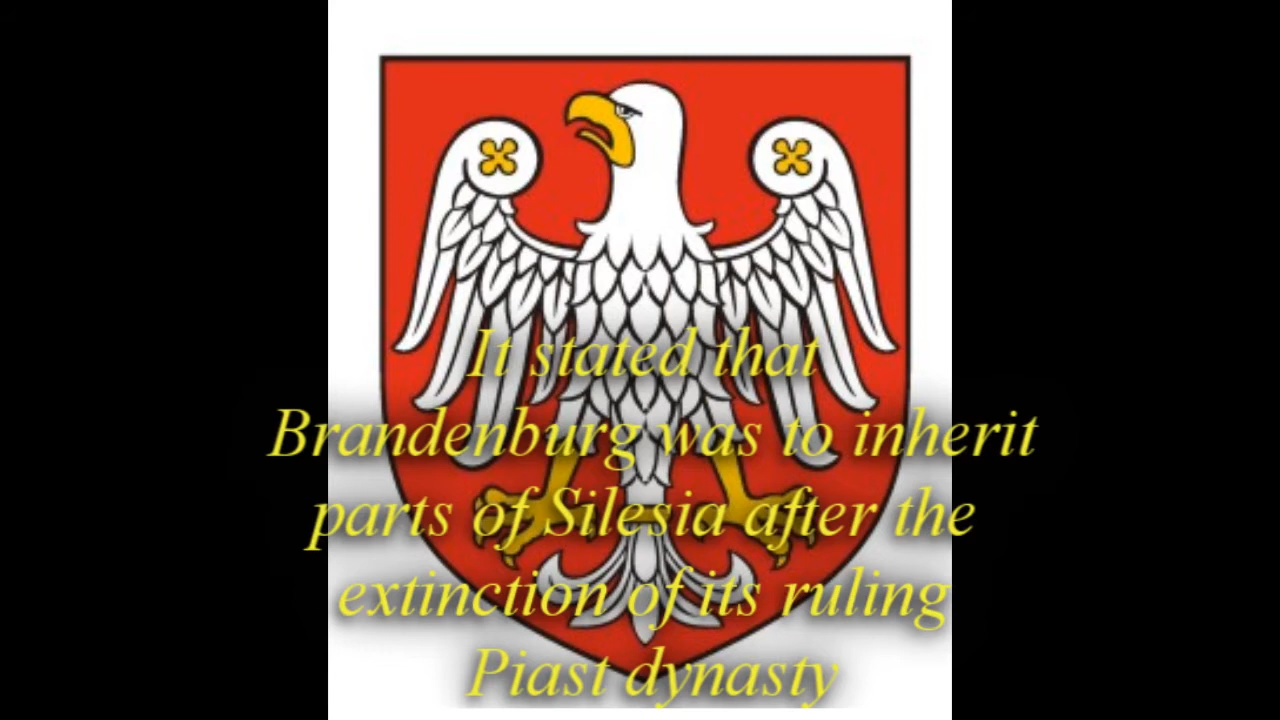 It stated that
Brandenburg was to inherit
parts of Silesia after the
extinction of its ruling
Piast dynasty